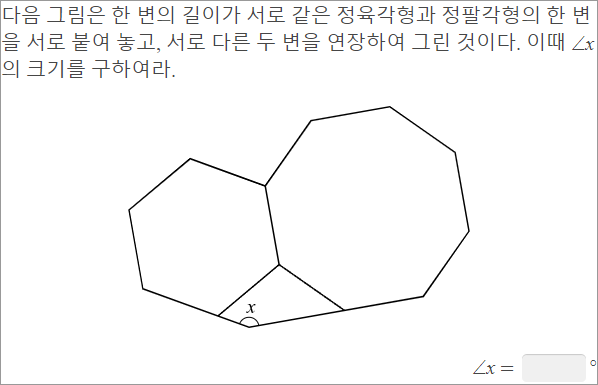 다음 그림은 한 변의 길이가 서로 같은 정육각형과 정팔각형의 한 변
을 서로 붙여 놓고, 서로 다른 두 변을 연장하여 그린 것이다. 이때 ∠x
의 크기를 구하여라.
x
∠x = °